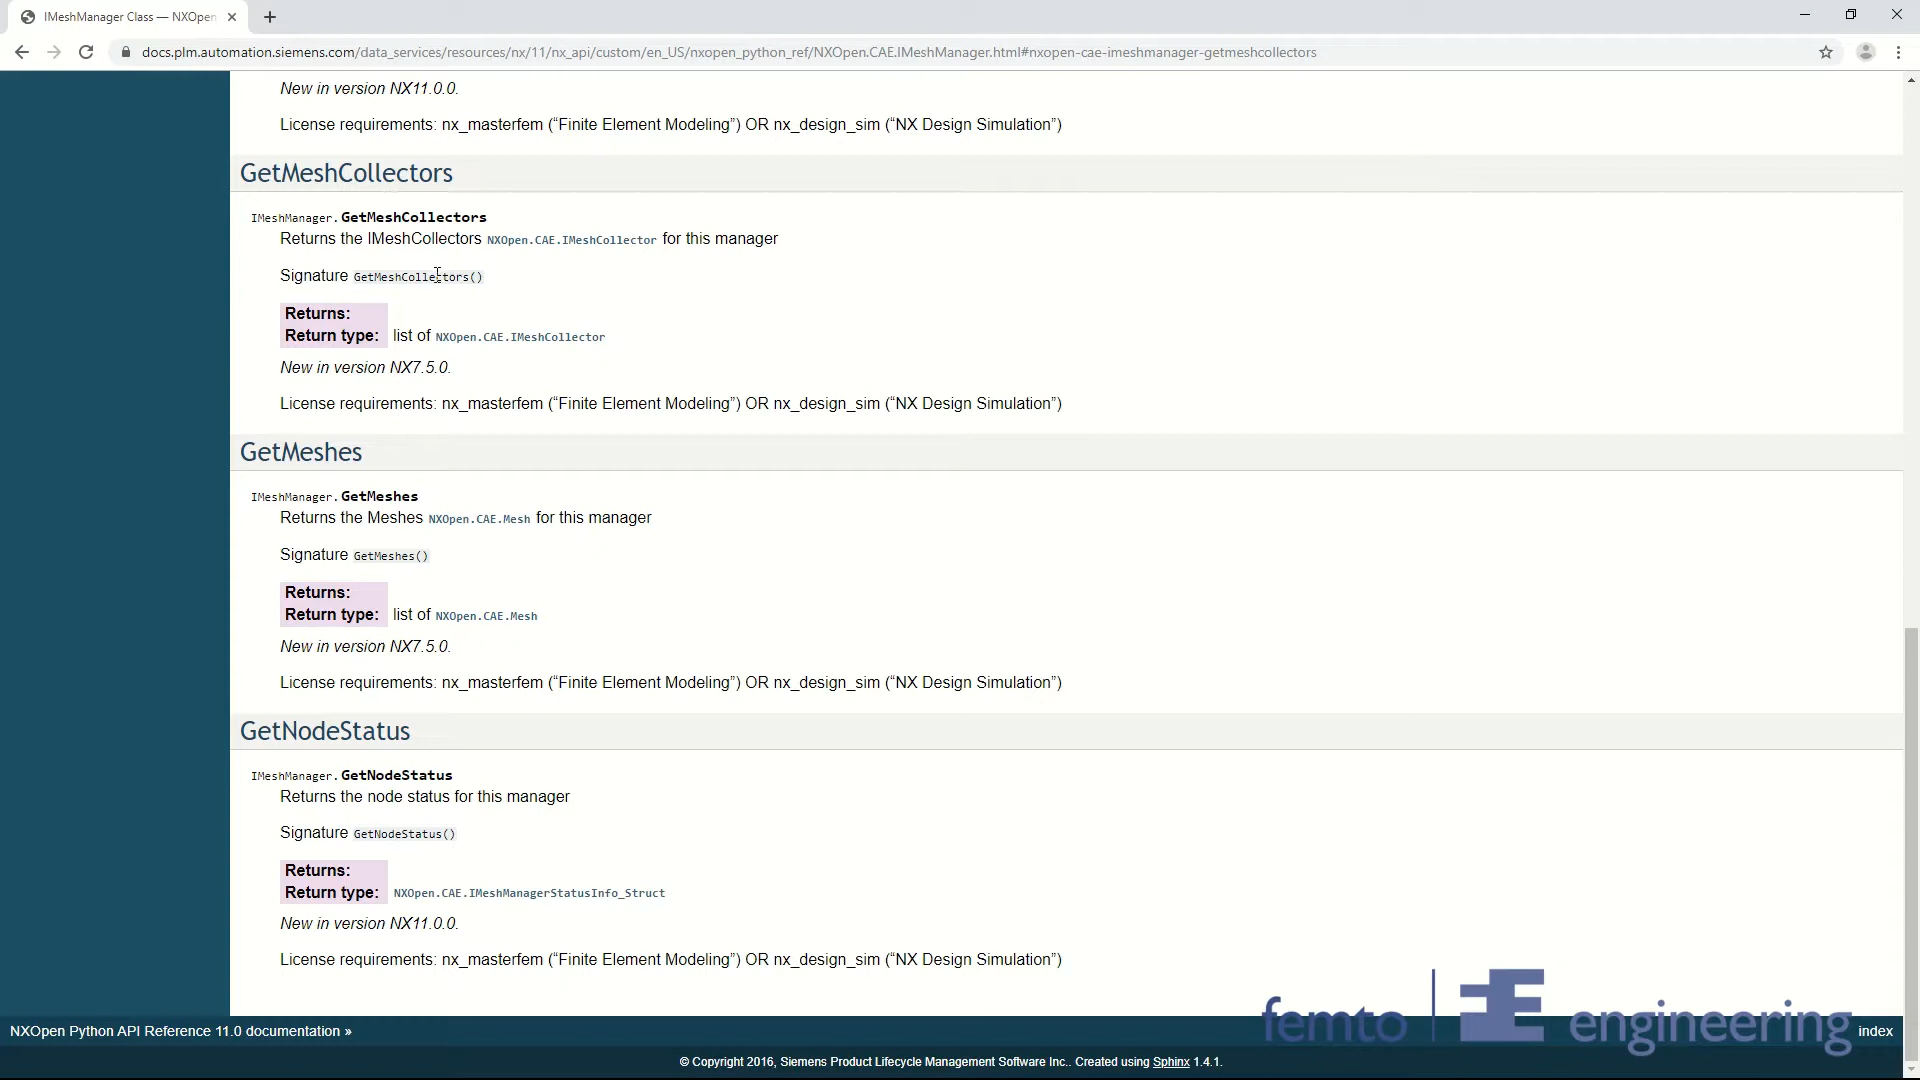 IMeshManager Class — NXOpen
docs.plm.automation.siemens.com/data_services/resources/nx/11/nx_api/custom/en_US/nxopen_python_ref/NXOpen.CAE.IMeshManager.html#nxopen-cae-imeshmanager-getmeshcollectors
New in version NX11.0.0.
License requirements: nx_masterfem (“Finite Element Modeling”) OR nx_design_sim (“NX Design Simulation”)
GetMeshCollectors
IMeshManager.GetMeshCollectors
Returns the IMeshCollectors NXOpen.CAE.IMeshCollector for this manager
Signature GetMeshCollectors()
Returns:
Return type: list of NXOpen.CAE.IMeshCollector
New in version NX7.5.0.
License requirements: nx_masterfem (“Finite Element Modeling”) OR nx_design_sim (“NX Design Simulation”)
GetMeshes
IMeshManager.GetMeshes
Returns the Meshes NXOpen.CAE.Mesh for this manager
Signature GetMeshes()
Returns:
Return type: list of NXOpen.CAE.Mesh
New in version NX7.5.0.
License requirements: nx_masterfem (“Finite Element Modeling”) OR nx_design_sim (“NX Design Simulation”)
GetNodeStatus
IMeshManager.GetNodeStatus
Returns the node status for this manager
Signature GetNodeStatus()
Returns:
Return type: NXOpen.CAE.IMeshManagerStatusInfo_Struct
New in version NX11.0.0.
License requirements: nx_masterfem (“Finite Element Modeling”) OR nx_design_sim (“NX Design Simulation”)
femto engineering
NXOpen Python API Reference 11.0 documentation »
index
© Copyright 2016, Siemens Product Lifecycle Management Software Inc.. Created using Sphinx 1.4.1.